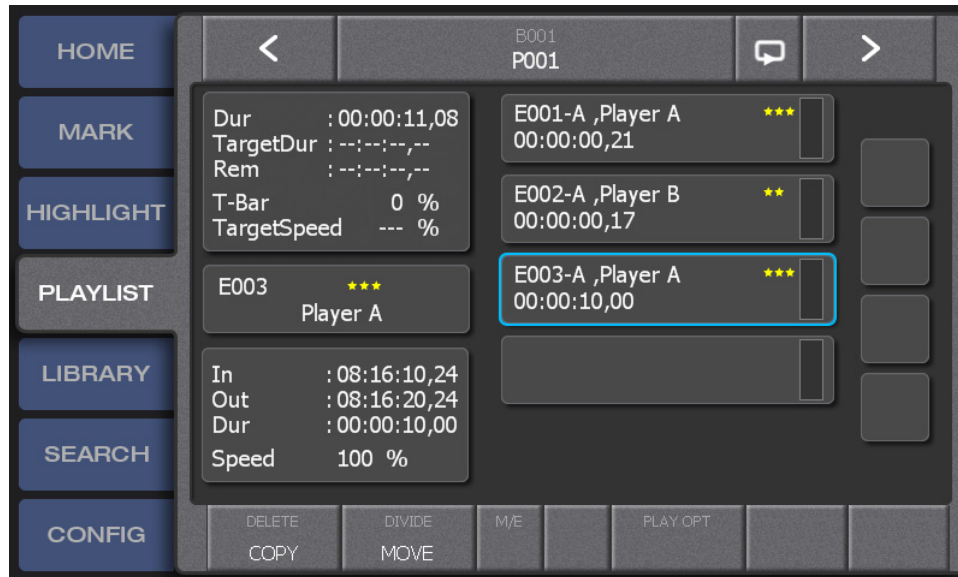 HOME
MARK
HIGHLIGHT
PLAYLIST
LIBRARY
SEARCH
CONFIG
B001
P001
Dur : 00:00:11,08
TargetDur : --:--:--,--
Rem : --:--:--,--
T-Bar 0 %
TargetSpeed --- %
E003 ***
Player A
In : 08:16:10,24
Out : 08:16:20,24
Dur : 00:00:10,00
Speed 100 %
E001-A ,Player A ***
00:00:00,21
E002-A ,Player B **
00:00:00,17
E003-A ,Player A ***
00:00:10,00
DELETE
COPY
DIVIDE
MOVE
M/E
PLAY OPT